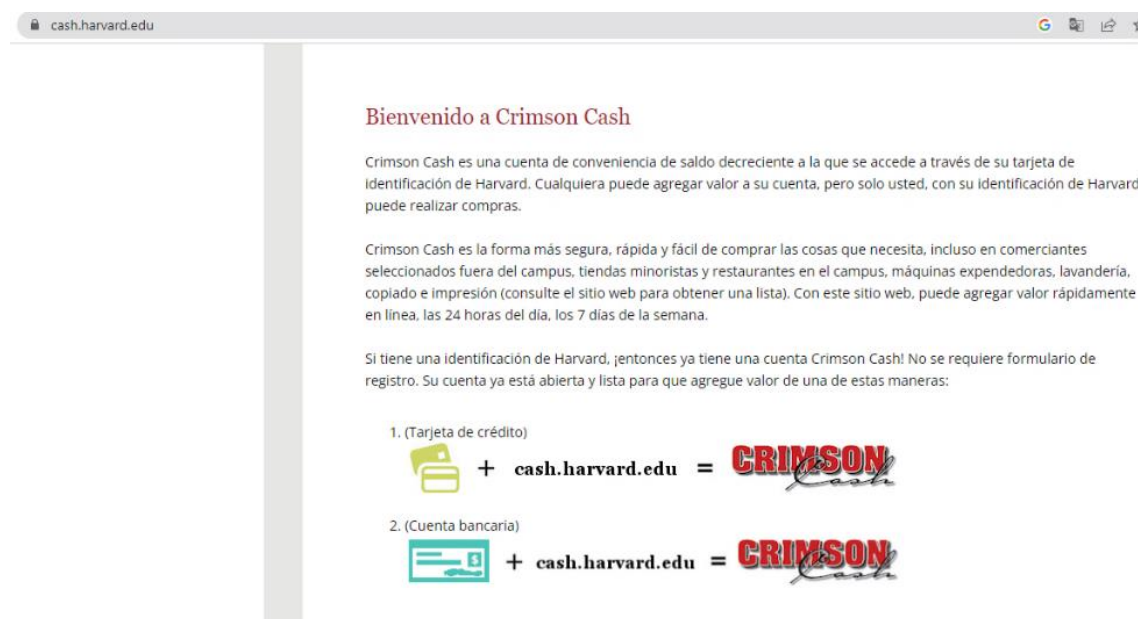 cash.harvard.edu
Bienvenido a Crimson Cash
Crimson Cash es una cuenta de conveniencia de saldo decreciente a la que se accede a través de su tarjeta de
identificación de Harvard. Cualquiera puede agregar valor a su cuenta, pero solo usted, con su identificación de Harvard
puede realizar compras.
Crimson Cash es la forma más segura, rápida y fácil de comprar las cosas que necesita, incluso en comerciantes
seleccionados fuera del campus, tiendas minoristas y restaurantes en el campus, máquinas expendedoras, lavandería,
copiado e impresión (consulte el sitio web para obtener una lista). Con este sitio web, puede agregar valor rápidamente
en línea, las 24 horas del día, los 7 días de la semana.
Si tiene una identificación de Harvard, ¡entonces ya tiene una cuenta Crimson Cash! No se requiere formulario de
registro. Su cuenta ya está abierta y lista para que agregue valor de una de estas maneras:
1. (Tarjeta de crédito)
+ cash.harvard.edu = CRIMSON Cash
2. (Cuenta bancaria)
$ + cash.harvard.edu = CRIMSON Cash